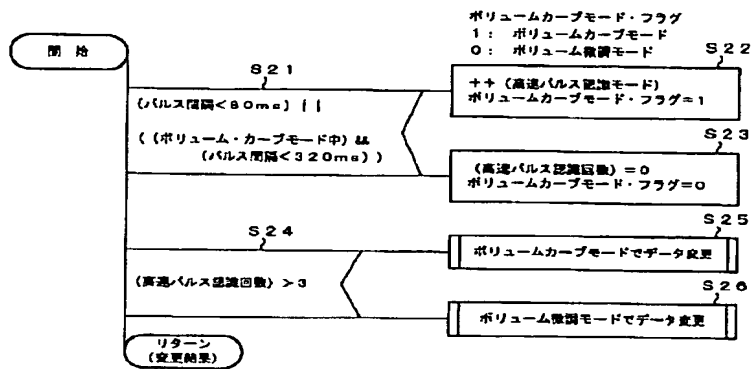 ボリュームカーブモード・フラグ
1: ボリュームカーブモード
0: ボリューム微調モード
開始
S21
(パルス間隔<80ms) ||
((ボリューム・カーブモード中) &&
(パルス間隔<320ms))
S22
++(高速パルス認識モード)
ボリュームカーブモード・フラグ=1
S23
(高速パルス認識回数)=0
ボリュームカーブモード・フラグ=0
S24
(高速パルス認識回数)>3
S25
ボリュームカーブモードでデータ変更
S26
ボリューム微調モードでデータ変更
リターン
(変更結果)